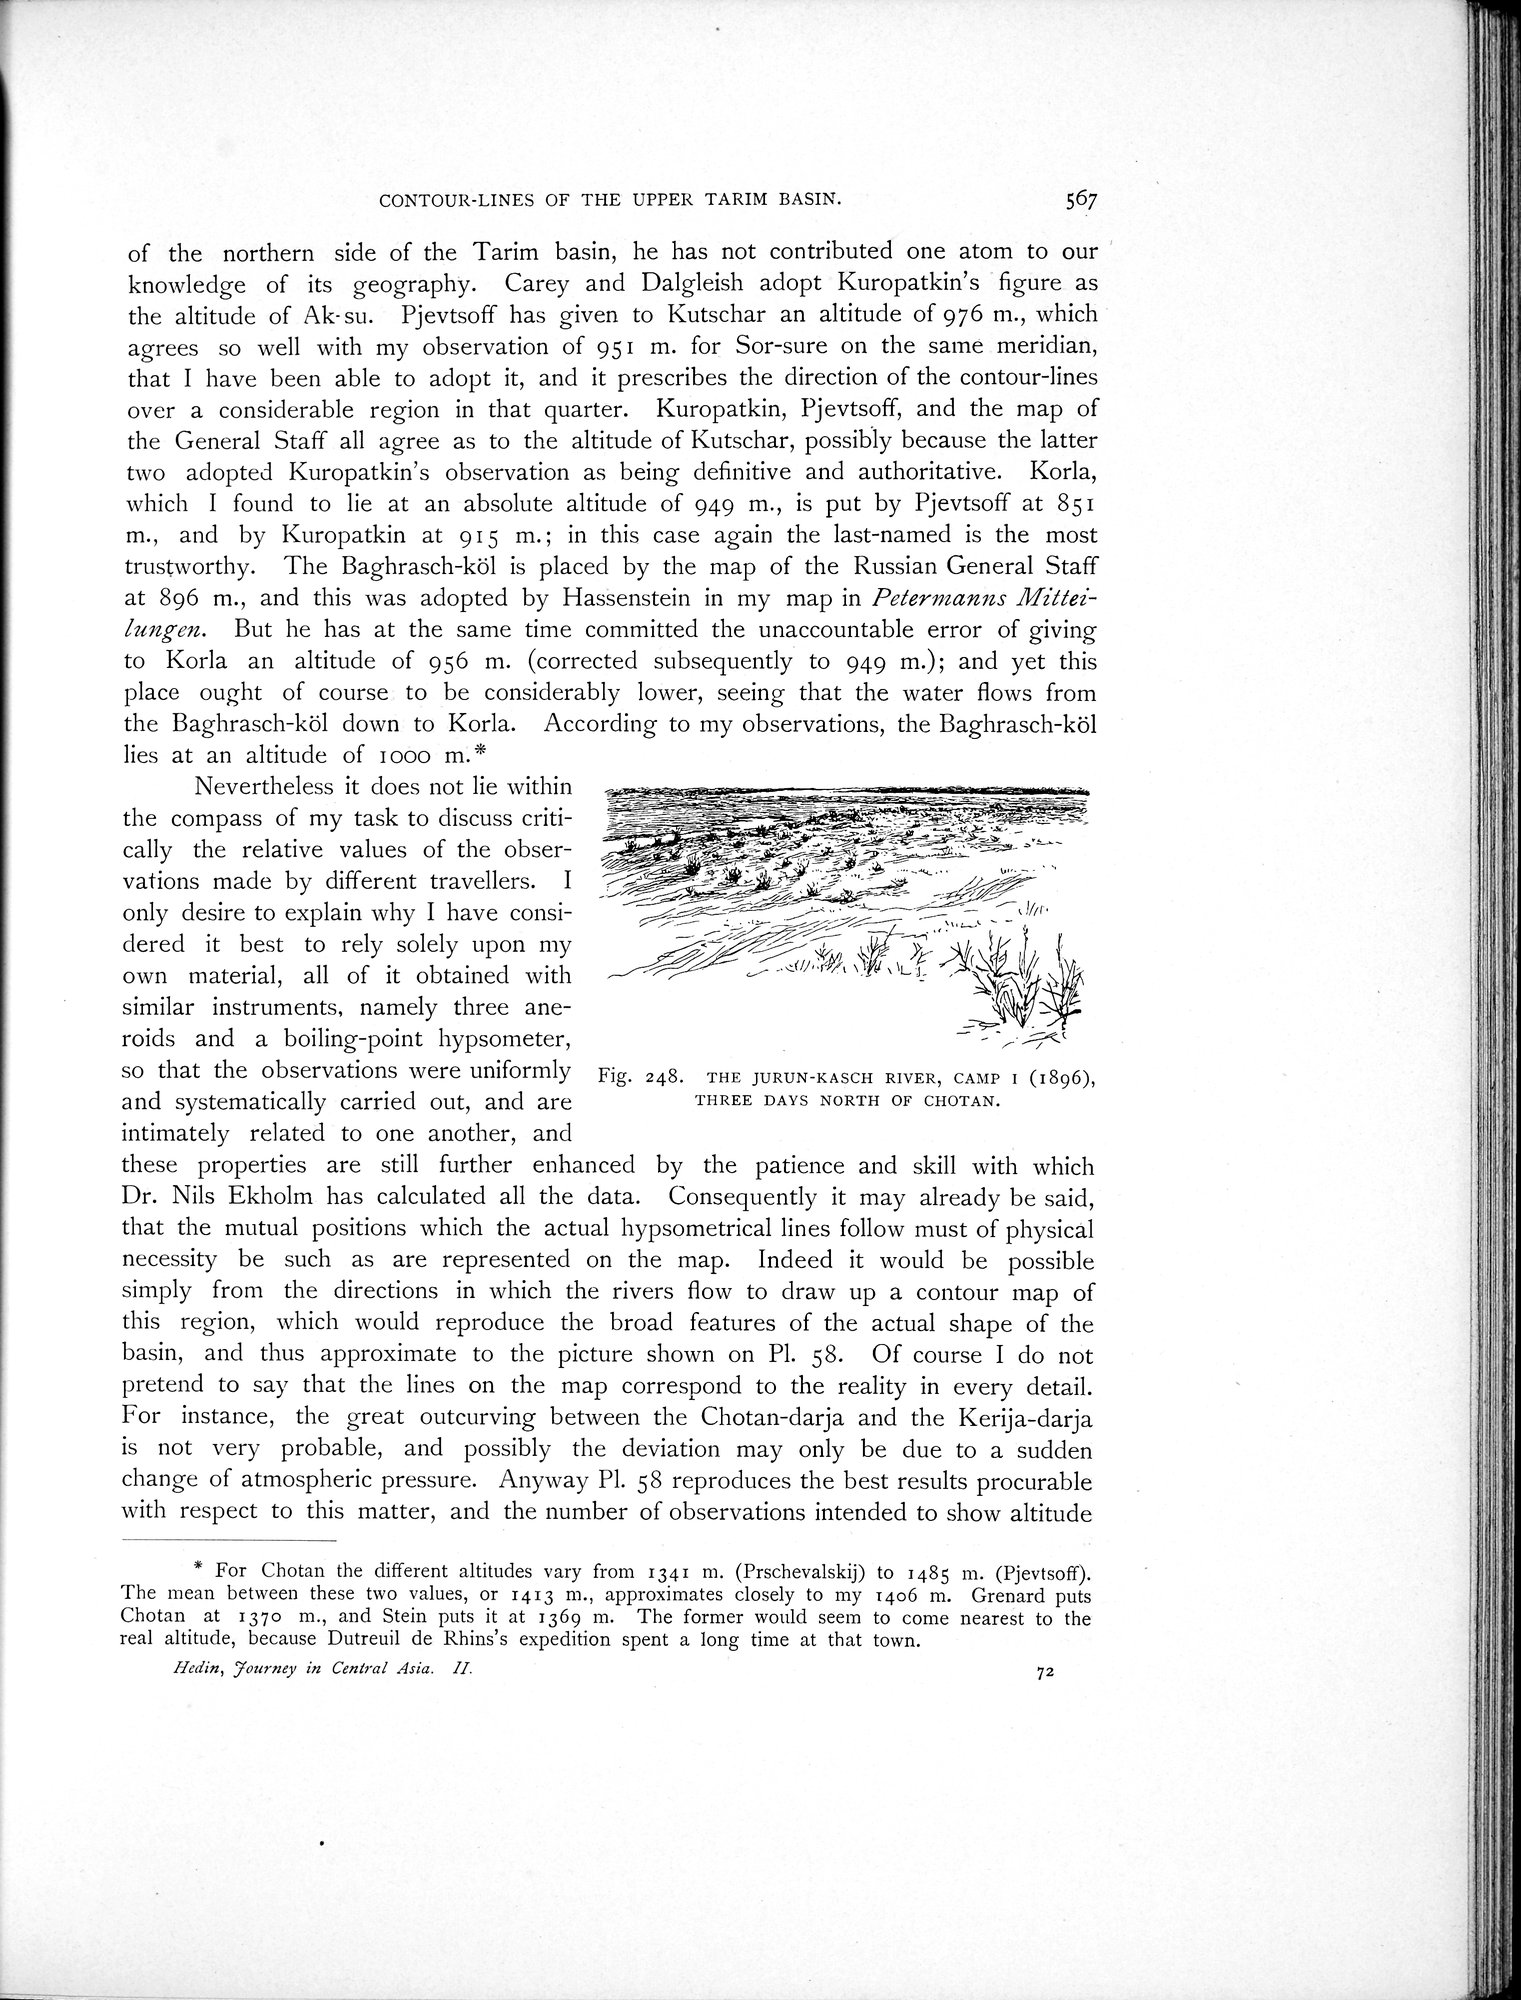 CONTOUR-LINES OF THE UPPER TARIM BASIN. 567
of the northern side of the Tarim basin, he has not contributed one atom to our
knowledge of its geography. Carey and Dalgleish adopt Kuropatkin's figure as
the altitude of Ak-su. Pjevtsoff has given to Kutschar an altitude of 976 m., which
agrees so well with my observation of 951 m. for Sor-sure on the same meridian,
that I have been able to adopt it, and it prescribes the direction of the contour-lines
over a considerable region in that quarter. Kuropatkin, Pjevtsoff, and the map of
the General Staff all agree as to the altitude of Kutschar, possibly because the latter
two adopted Kuropatkin's observation as being definitive and authoritative. Korla,
which I found to lie at an absolute altitude of 949 m., is put by Pjevtsoff at 851
m., and by Kuropatkin at 915 m.; in this case again the last-named is the most
trustworthy. The Baghrasch-köl is placed by the map of the Russian General Staff
at 896 m., and this was adopted by Hassenstein in my map in Petermanns Mittei-
lungen. But he has at the same time committed the unaccountable error of giving
to Korla an altitude of 956 m. (corrected subsequently to 949 m.); and yet this
place ought of course to be considerably lower, seeing that the water flows from
the Baghrasch-köl down to Korla. According to my observations, the Baghrasch-köl
lies at an altitude of 1000 m.*
Nevertheless it does not lie within
the compass of my task to discuss criti-
cally the relative values of the obser-
vations made by different travellers. I
only desire to explain why I have consi-
dered it best to rely solely upon my
own material, all of it obtained with
similar instruments, namely three ane-
roids and a boiling-point hypsometer,
so that the observations were uniformly
and systematically carried out, and are
intimately related to one another, and
Fig. 248. THE JURUN-KASCH RIVER, CAMP I (1896),
THREE DAYS NORTH OF CHOTAN.
these properties are still further enhanced by the patience and skill with which
Dr. Nils Ekholm has calculated all the data. Consequently it may already be said,
that the mutual positions which the actual hypsometrical lines follow must of physical
necessity be such as are represented on the map. Indeed it would be possible
simply from the directions in which the rivers flow to draw up a contour map of
this region, which would reproduce the broad features of the actual shape of the
basin, and thus approximate to the picture shown on Pl. 58. Of course I do not
pretend to say that the lines on the map correspond to the reality in every detail.
For instance, the great outcurving between the Chotan-darja and the Kerija-darja
is not very probable, and possibly the deviation may only be due to a sudden
change of atmospheric pressure. Anyway Pl. 58 reproduces the best results procurable
with respect to this matter, and the number of observations intended to show altitude
* For Chotan the different altitudes vary from 1341 m. (Prschevalskij) to 1485 m. (Pjevtsoff).
The mean between these two values, or 1413 m., approximates closely to my 1406 m. Grenard puts
Chotan at 1370 m., and Stein puts it at 1369 m. The former would seem to come nearest to the
real altitude, because Dutreuil de Rhins's expedition spent a long time at that town.
Hedin, Journey in Central Asia. II. 72